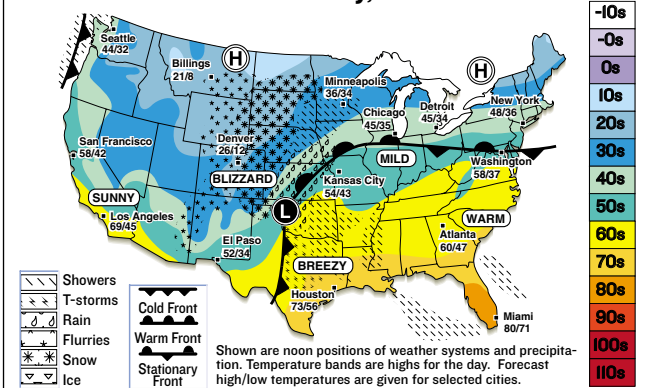 Seattle
44/32
Billings
21/8
H
Minneapolis
36/34
H
Chicago
45/35
Detroit
45/34
New York
48/36
San Francisco
58/42
Denver
26/12
BLIZZARD
MILD
Washington
58/37
Kansas City
54/43
SUNNY
Los Angeles
69/45
L
WARM
El Paso
52/34
Atlanta
60/47
BREEZY
Houston
73/56
Miami
80/71
Showers
T-storms
Rain
Flurries
Snow
Ice
Cold Front
Warm Front
Stationary
Front
Shown are noon positions of weather systems and precipita-
tion. Temperature bands are highs for the day. Forecast
high/low temperatures are given for selected cities.
-10s
-0s
0s
10s
20s
30s
40s
50s
60s
70s
80s
90s
100s
110s